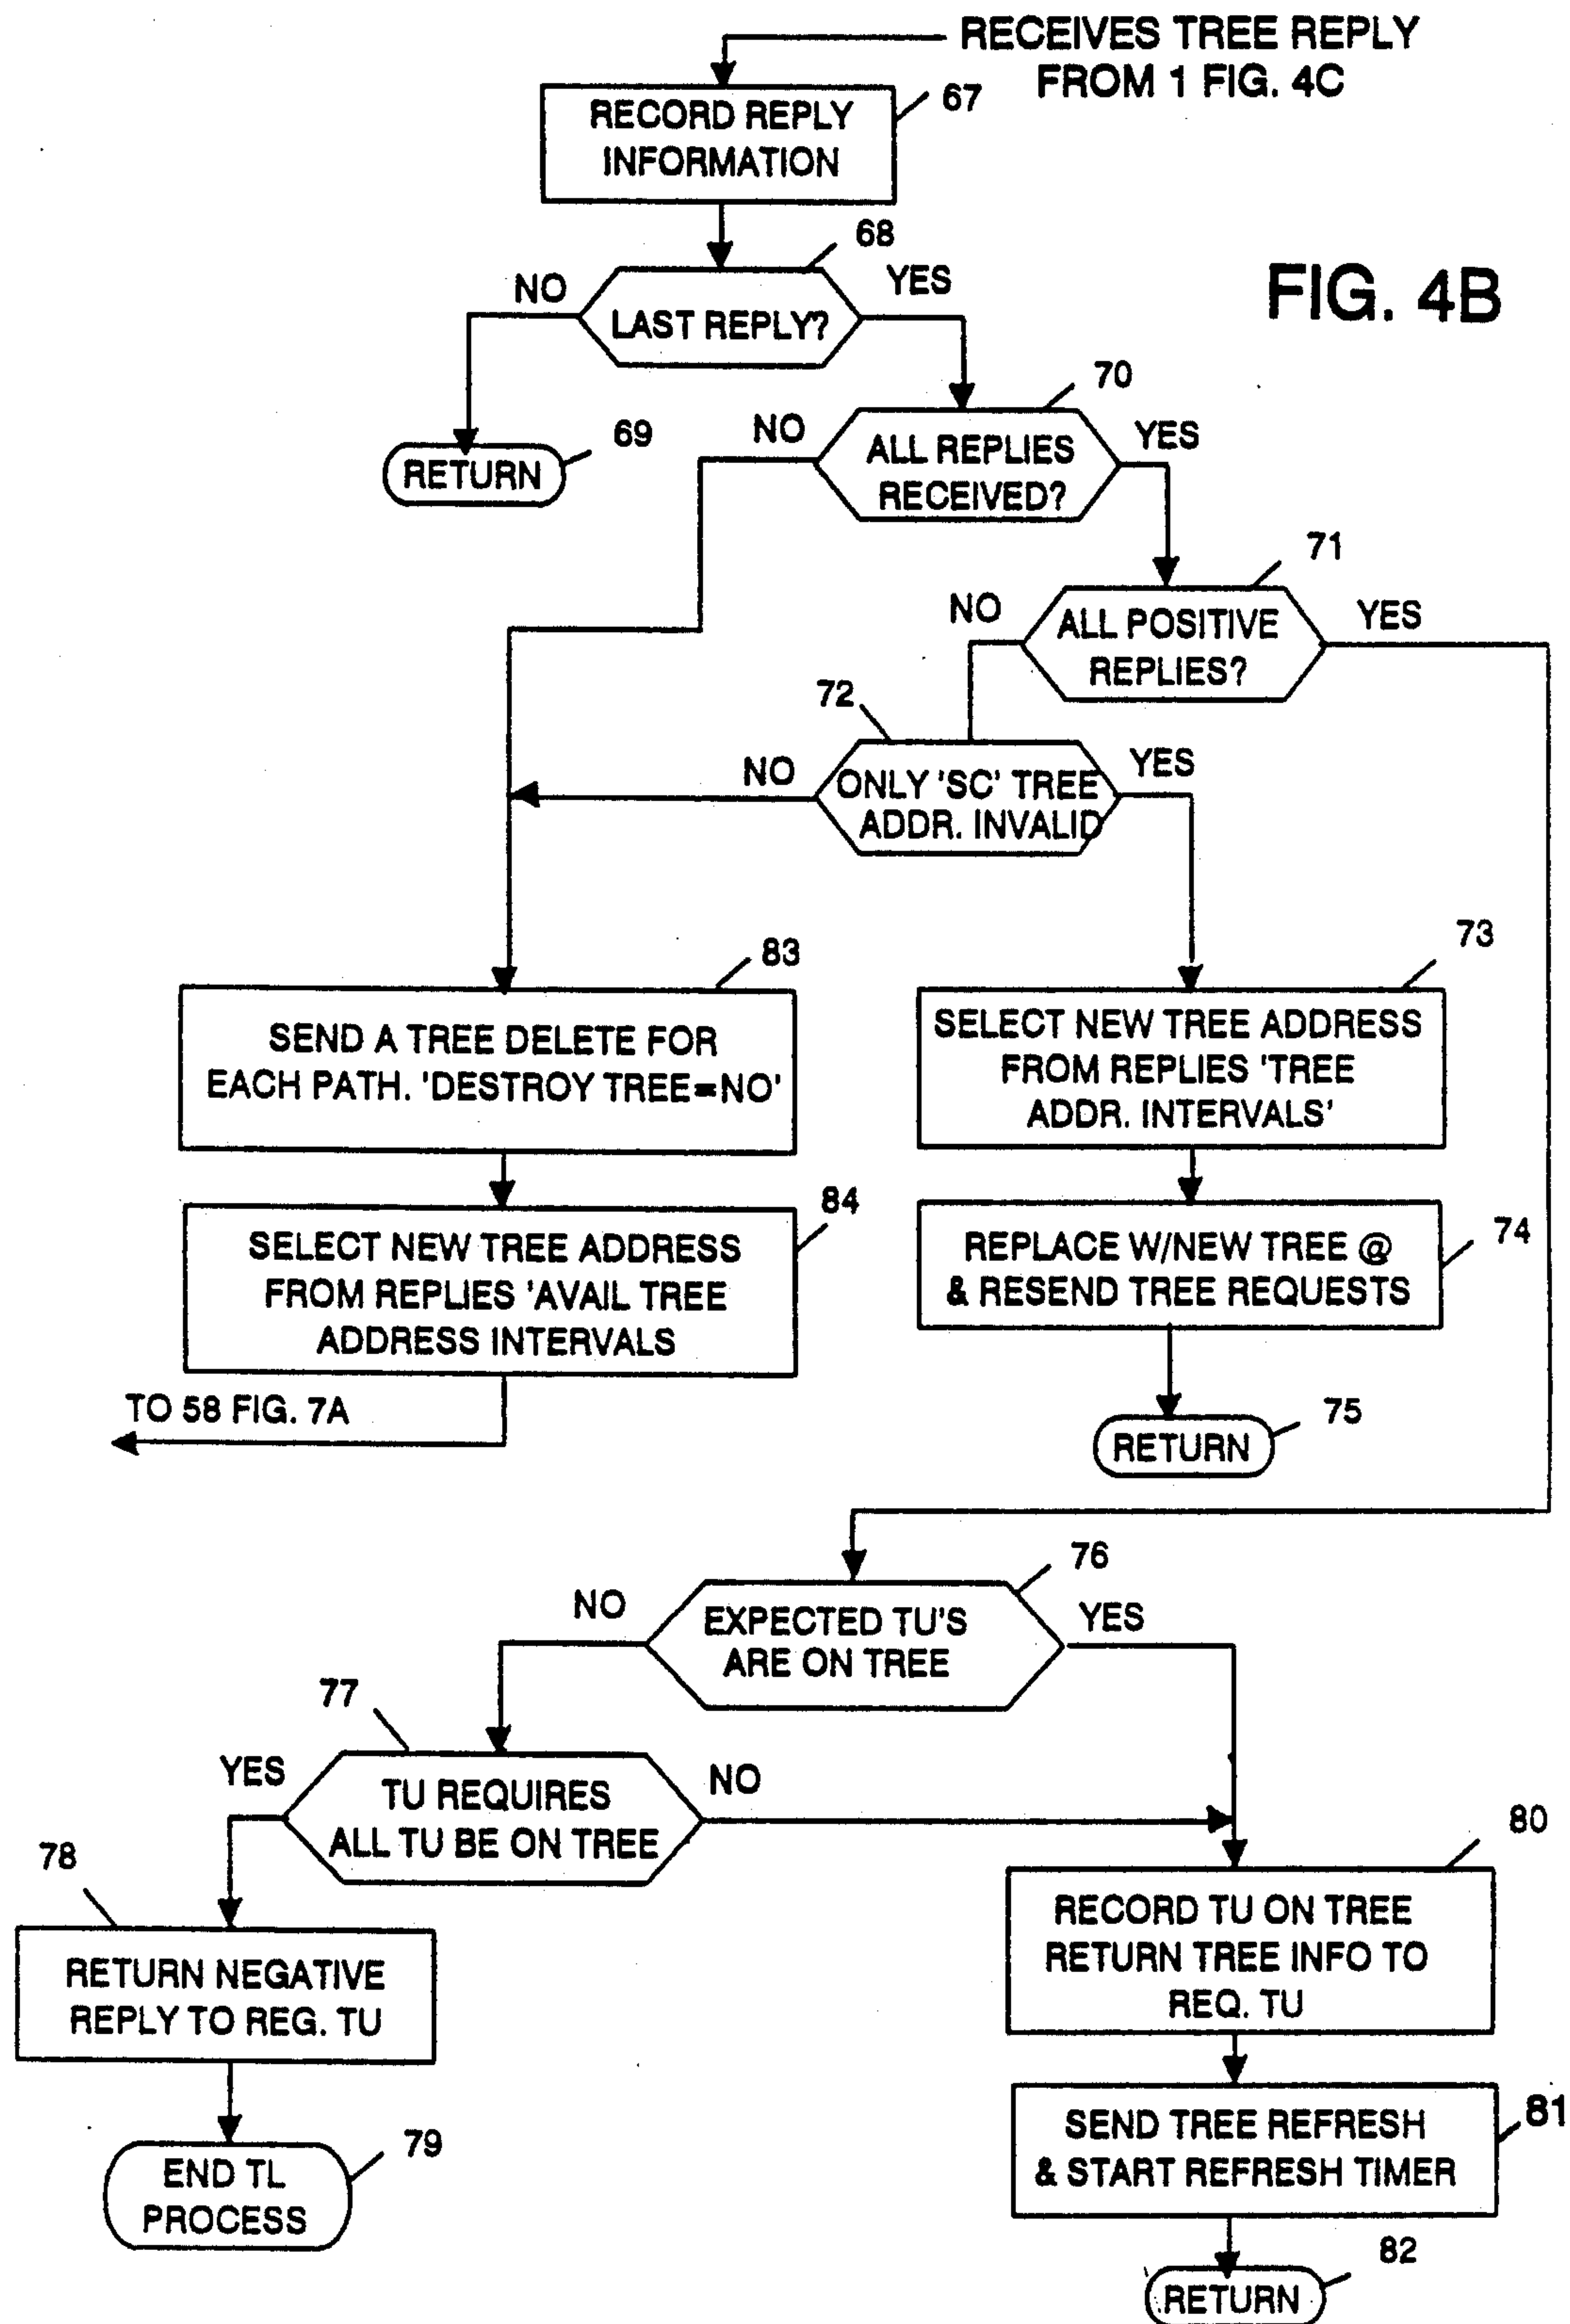 RECEIVES TREE REPLY
FROM 1 FIG. 4C
RECORD REPLY
INFORMATION
67
68
FIG. 4B
NO
YES
LAST REPLY?
70
69
RETURN
NO
YES
ALL REPLIES
RECEIVED?
71
NO
YES
ALL POSITIVE
REPLIES?
72
NO
YES
ONLY 'SC' TREE
ADDR. INVALID
83
73
SEND A TREE DELETE FOR
EACH PATH. 'DESTROY TREE=NO'
SELECT NEW TREE ADDRESS
FROM REPLIES 'TREE
ADDR. INTERVALS'
84
74
SELECT NEW TREE ADDRESS
FROM REPLIES 'AVAIL TREE
ADDRESS INTERVALS
REPLACE W/NEW TREE @
& RESEND TREE REQUESTS
TO 58 FIG. 7A
75
RETURN
76
NO
YES
EXPECTED TU'S
ARE ON TREE
77
YES
NO
TU REQUIRES
ALL TU BE ON TREE
78
80
RETURN NEGATIVE
REPLY TO REG. TU
RECORD TU ON TREE
RETURN TREE INFO TO
REQ. TU
79
81
END TL
PROCESS
SEND TREE REFRESH
& START REFRESH TIMER
82
RETURN